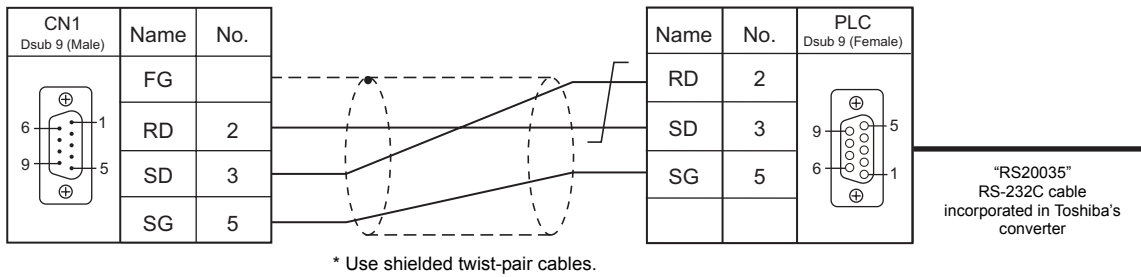 CN1
Dsub 9 (Male)
Name
No.
FG
RD
2
SD
3
SG
5
6
1
9
5
Name
No.
PLC
Dsub 9 (Female)
RD
2
SD
3
SG
5
9
5
6
1
“RS20035”
RS-232C cable
incorporated in Toshiba’s
converter
* Use shielded twist-pair cables.